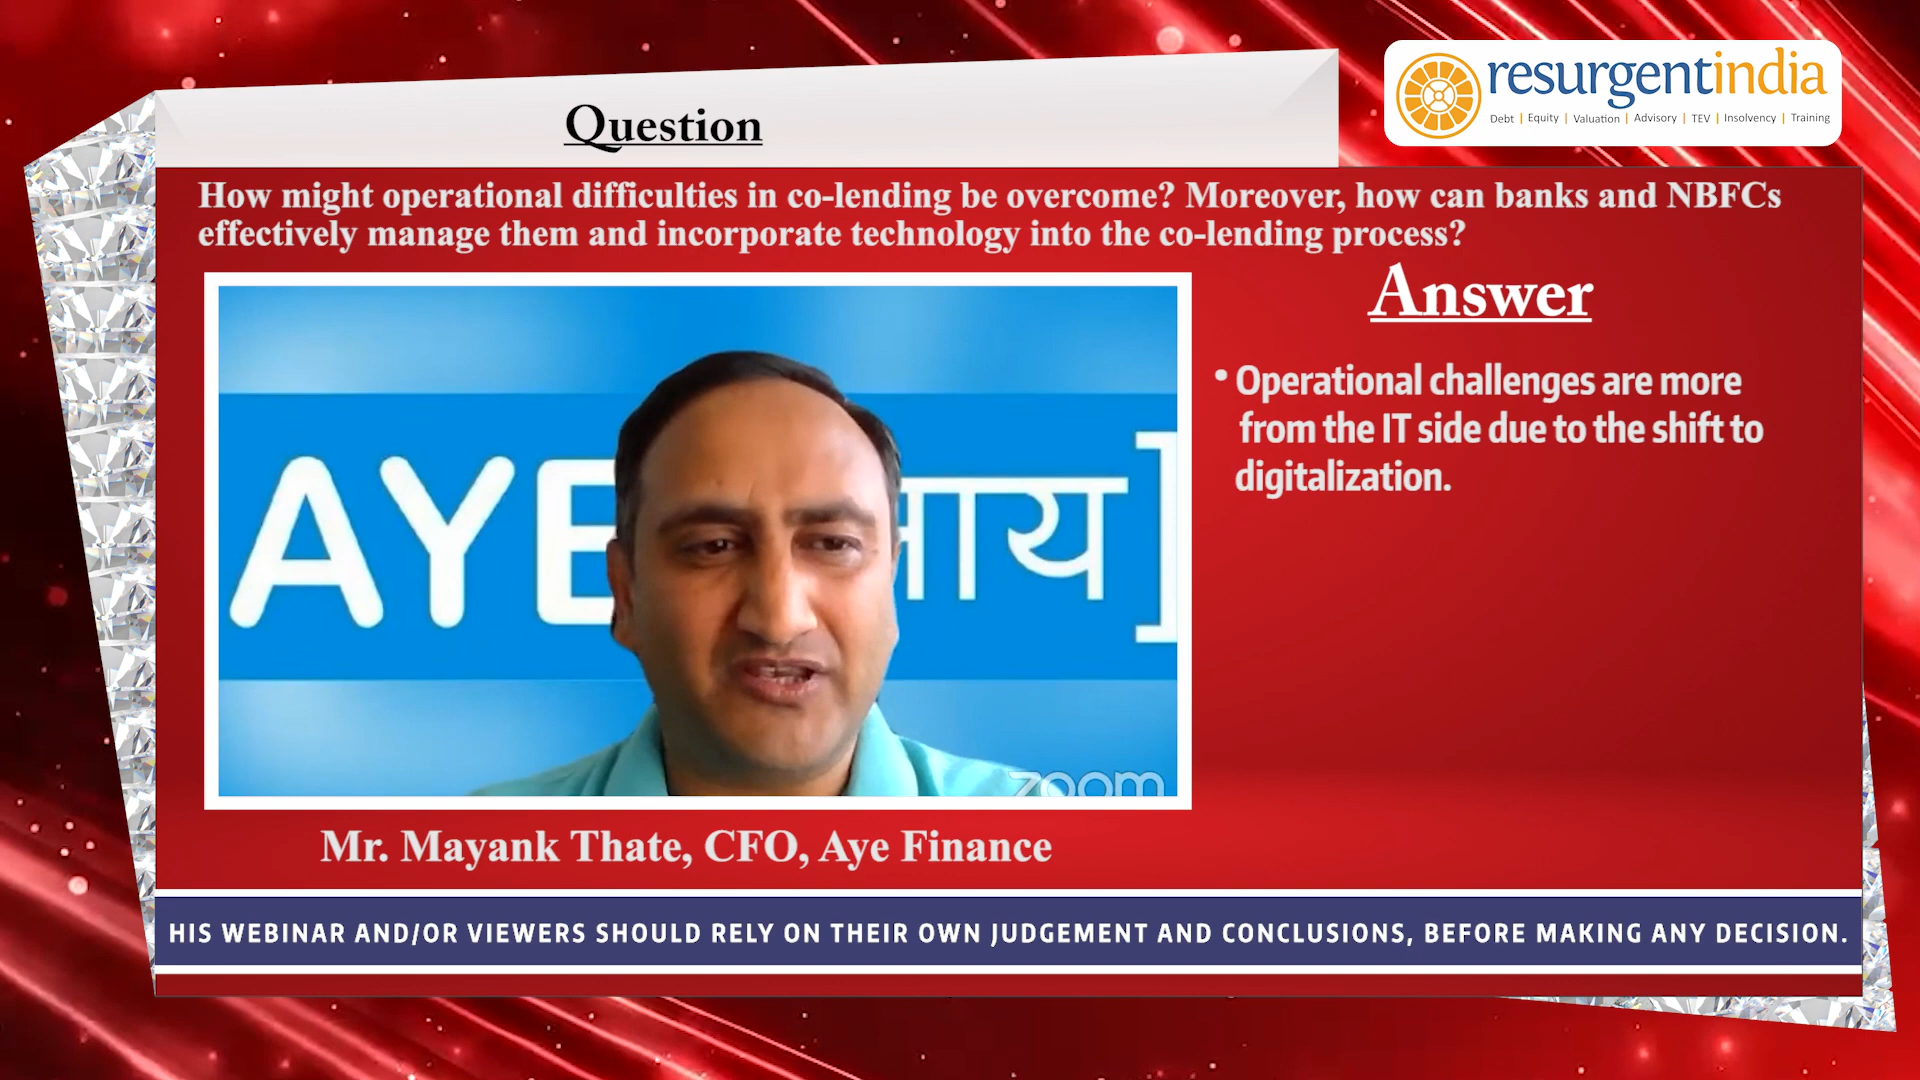 resurgentindia
Debt | Equity | Valuation | Advisory | TEV | Insolvency | Training
Question
How might operational difficulties in co-lending be overcome? Moreover, how can banks and NBFCs
effectively manage them and incorporate technology into the co-lending process?
Answer
• Operational challenges are more
from the IT side due to the shift to
digitalization.
AYE
ाय]
zoom
Mr. Mayank Thate, CFO, Aye Finance
HIS WEBINAR AND/OR VIEWERS SHOULD RELY ON THEIR OWN JUDGEMENT AND CONCLUSIONS, BEFORE MAKING ANY DECISION.